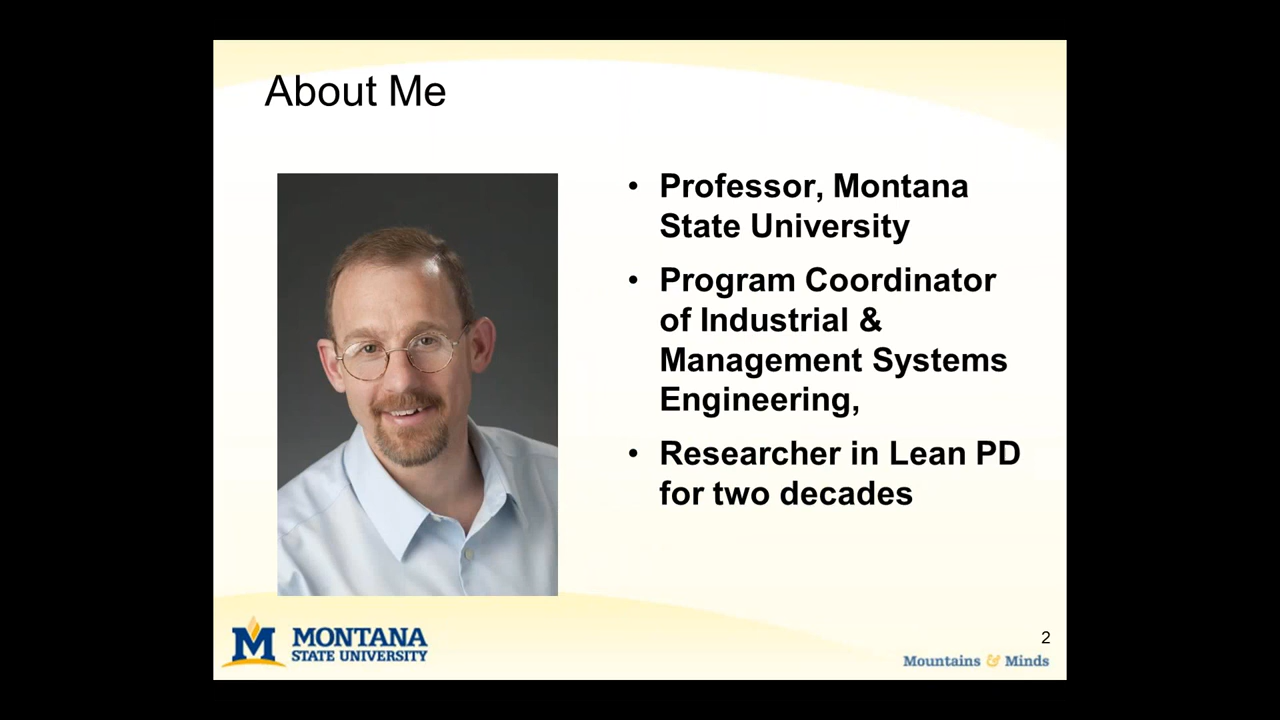 About Me
• Professor, Montana
State University
• Program Coordinator
of Industrial &
Management Systems
Engineering,
• Researcher in Lean PD
for two decades
M MONTANA
STATE UNIVERSITY
2
Mountains & Minds